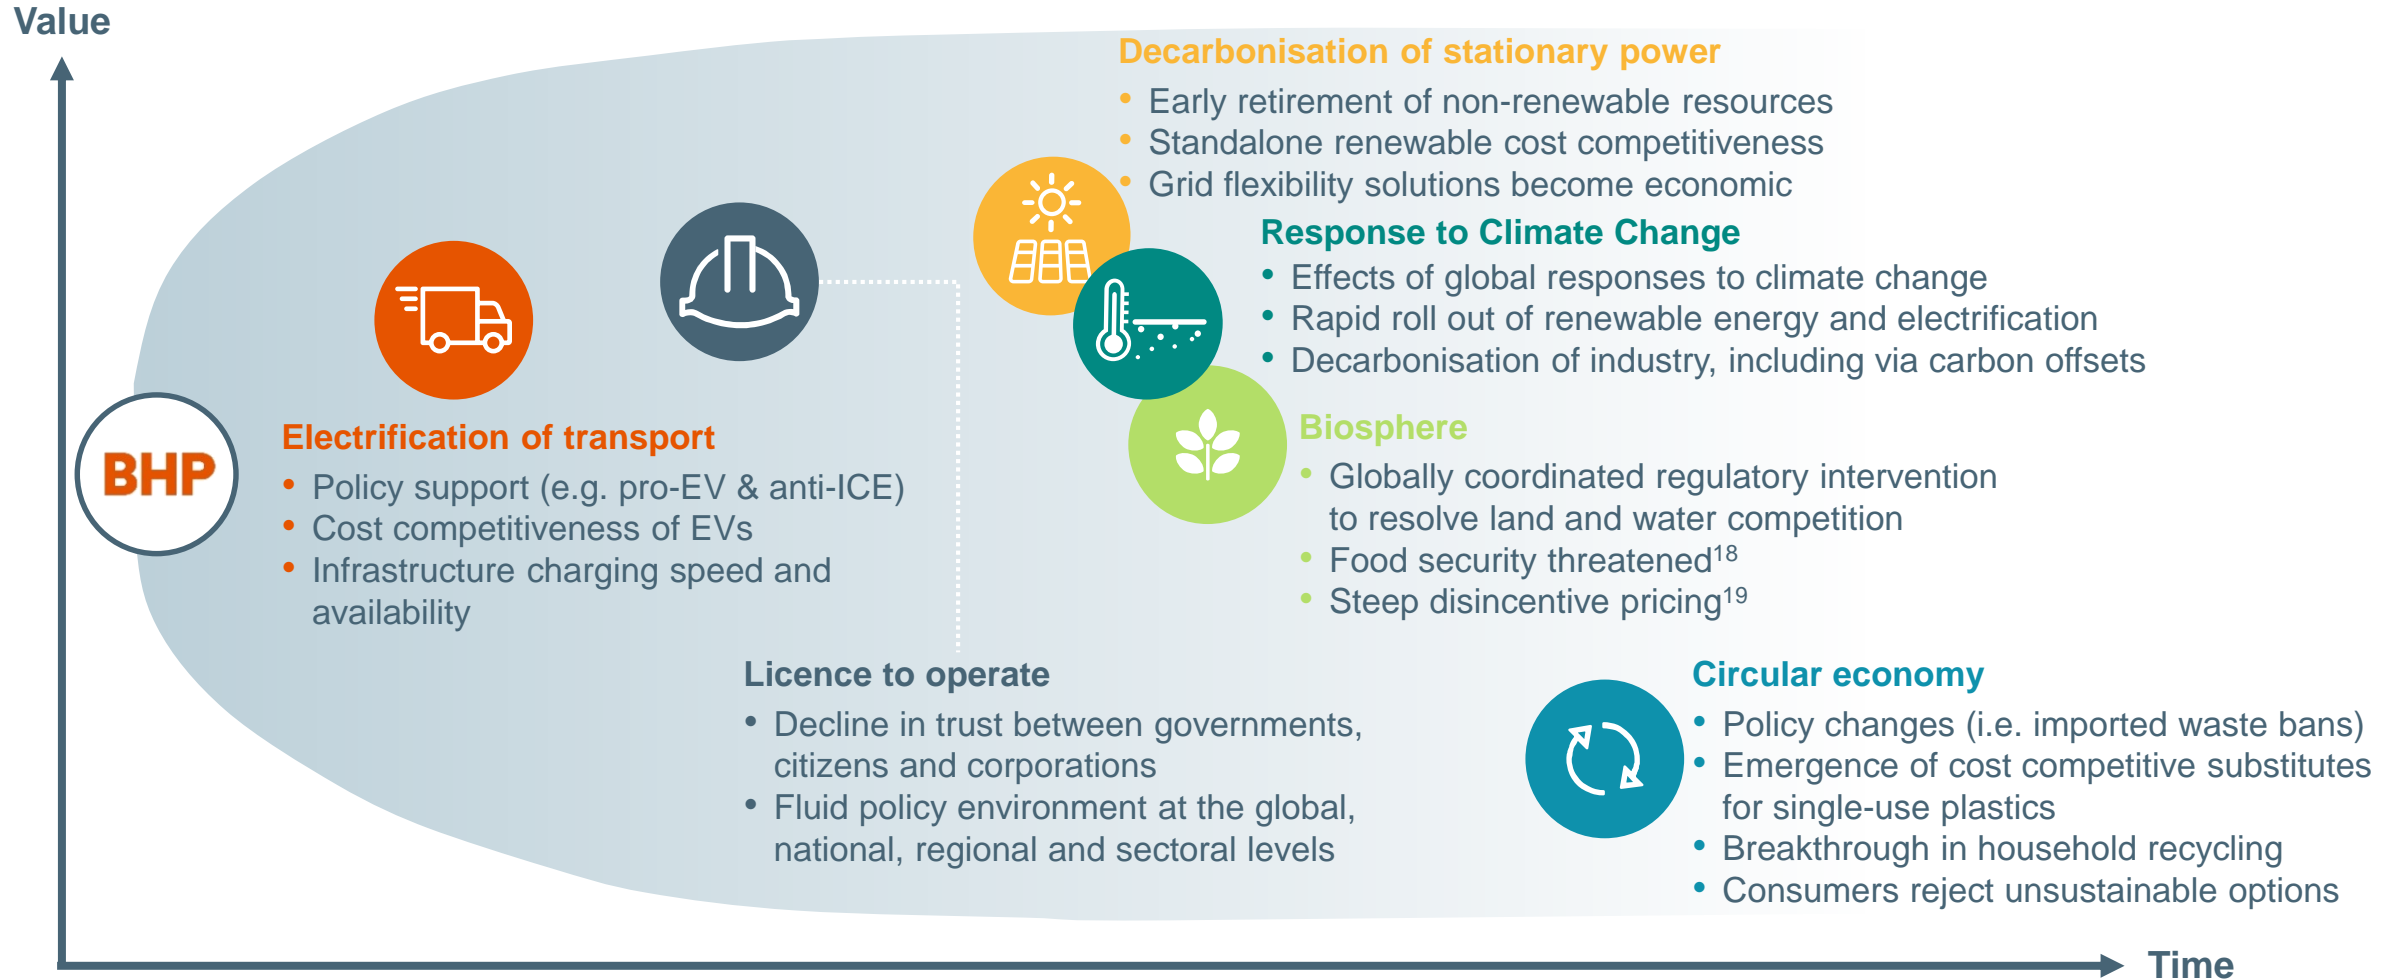 Value
Decarbonisation of stationary power
• Early retirement of non-renewable resources
• Standalone renewable cost competitiveness
• Grid flexibility solutions become economic
Response to Climate Change
• Effects of global responses to climate change
• Rapid roll out of renewable energy and electrification
• Decarbonisation of industry, including via carbon offsets
BHP
Electrification of transport
• Policy support (e.g. pro-EV & anti-ICE)
• Cost competitiveness of EVs
• Infrastructure charging speed and
availability
Biosphere
• Globally coordinated regulatory intervention
to resolve land and water competition
• Food security threatened¹⁸
• Steep disincentive pricing¹⁹
Licence to operate
• Decline in trust between governments,
citizens and corporations
• Fluid policy environment at the global,
national, regional and sectoral levels
Circular economy
• Policy changes (i.e. imported waste bans)
• Emergence of cost competitive substitutes
for single-use plastics
• Breakthrough in household recycling
• Consumers reject unsustainable options
Time